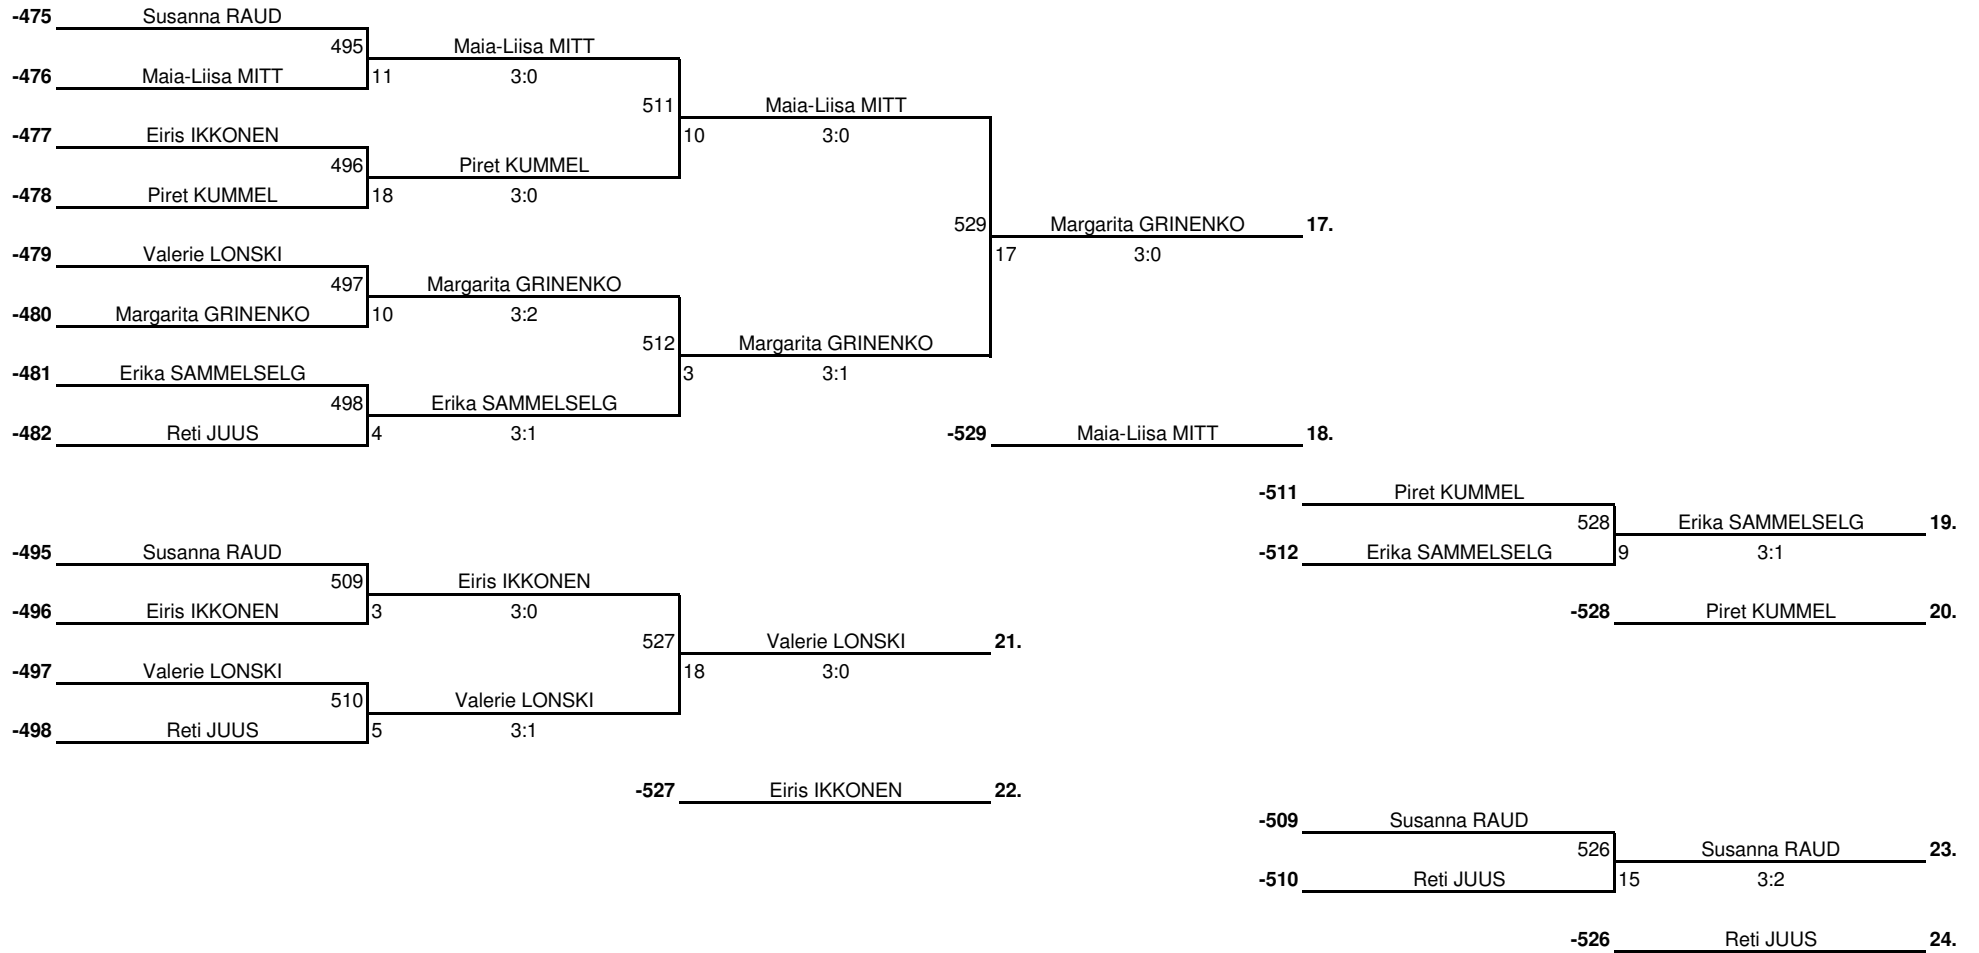 -475 Susanna RAUD
495 Maia-Liisa MITT
-476 Maia-Liisa MITT 11 3:0
511 Maia-Liisa MITT
-477 Eiris IKKONEN 10 3:0
496 Piret KUMMEL
-478 Piret KUMMEL 18 3:0
529 Margarita GRINENKO 17.
-479 Valerie LONSKI 17 3:0
497 Margarita GRINENKO
-480 Margarita GRINENKO 10 3:2
512 Margarita GRINENKO
-481 Erika SAMMELSELG 3 3:1
498 Erika SAMMELSELG
-482 Reti JUUS 4 3:1 -529 Maia-Liisa MITT 18.
-511 Piret KUMMEL
528 Erika SAMMELSELG 19.
-495 Susanna RAUD -512 Erika SAMMELSELG 9 3:1
509 Eiris IKKONEN
-496 Eiris IKKONEN 3 3:0 -528 Piret KUMMEL 20.
527 Valerie LONSKI 21.
-497 Valerie LONSKI 18 3:0
510 Valerie LONSKI
-498 Reti JUUS 5 3:1
-527 Eiris IKKONEN 22.
-509 Susanna RAUD
526 Susanna RAUD 23.
-510 Reti JUUS 15 3:2
-526 Reti JUUS 24.